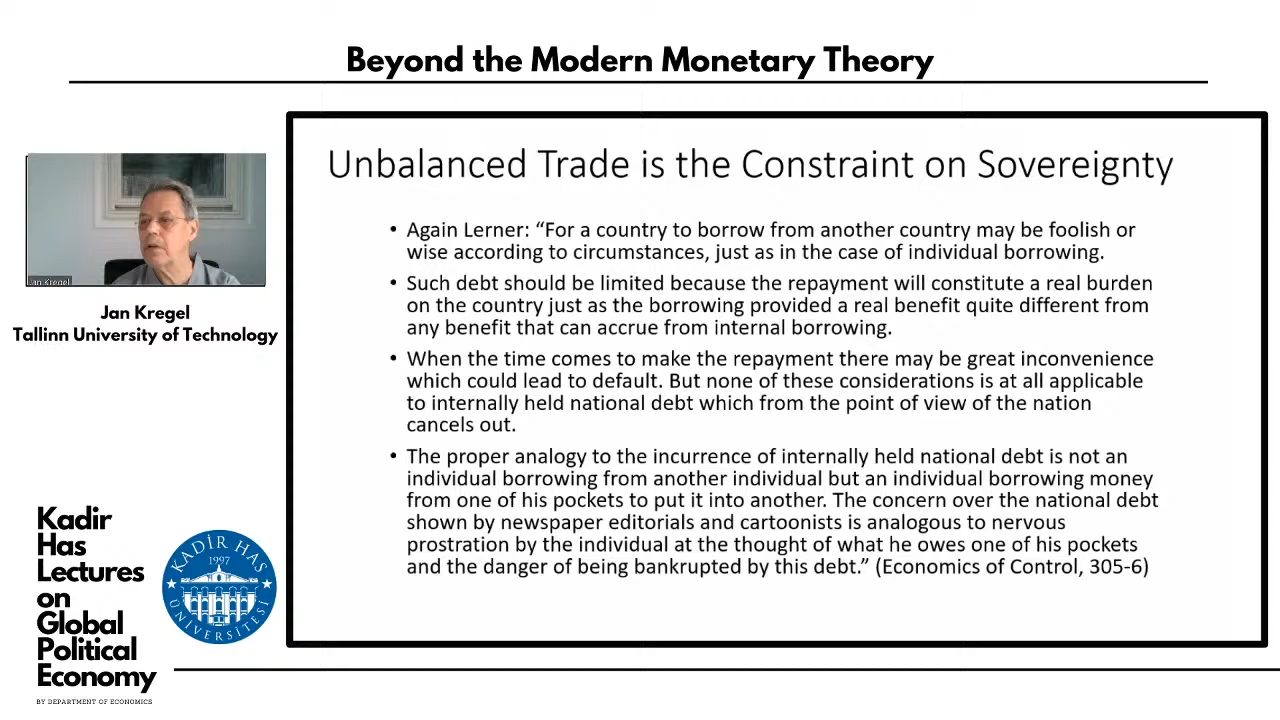 Beyond the Modern Monetary Theory
Unbalanced Trade is the Constraint on Sovereignty
• Again Lerner: “For a country to borrow from another country may be foolish or
wise according to circumstances, just as in the case of individual borrowing.
• Such debt should be limited because the repayment will constitute a real burden
on the country just as the borrowing provided a real benefit quite different from
any benefit that can accrue from internal borrowing.
• When the time comes to make the repayment there may be great inconvenience
which could lead to default. But none of these considerations is at all applicable
to internally held national debt which from the point of view of the nation
cancels out.
• The proper analogy to the incurrence of internally held national debt is not an
individual borrowing from another individual but an individual borrowing money
from one of his pockets to put it into another. The concern over the national debt
shown by newspaper editorials and cartoonists is analogous to nervous
prostration by the individual at the thought of what he owes one of his pockets
and the danger of being bankrupted by this debt.” (Economics of Control, 305-6)
Jan Kregel
Jan Kregel
Tallinn University of Technology
Kadir
Has
Lectures
on
Global
Political
Economy
BY DEPARTMENT OF ECONOMICS
KADİR HAS
1997
ÜNİVERSİTESİ